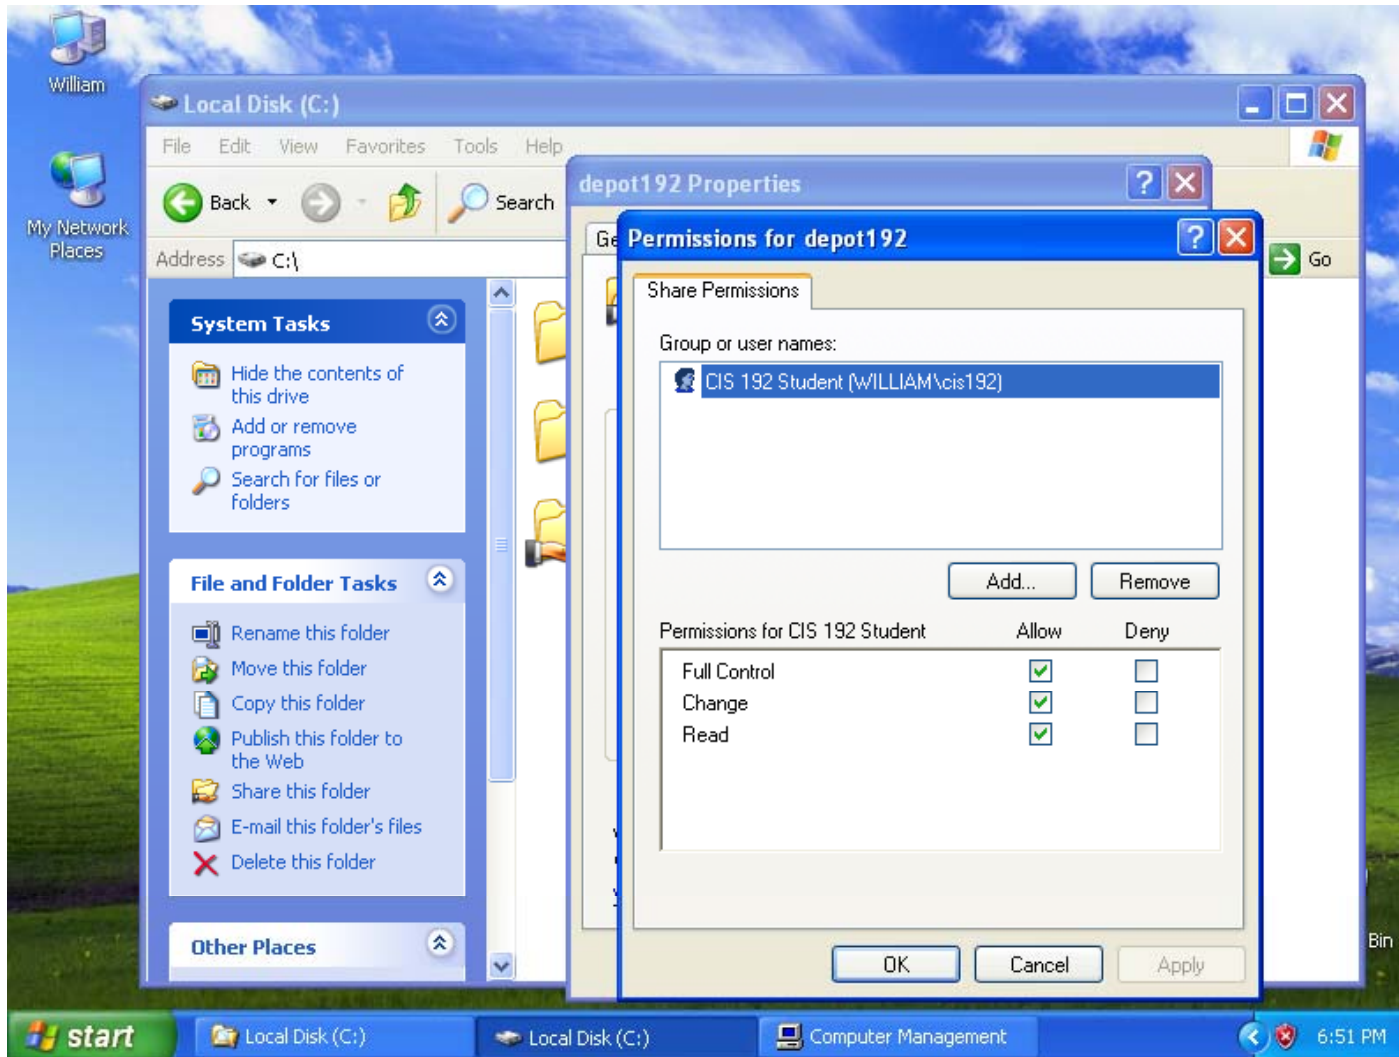 William
My Network
Places
Local Disk (C:)
File Edit View Favorites Tools Help
Back
Search
Address C:\
Go
System Tasks
Hide the contents of
this drive
Add or remove
programs
Search for files or
folders
File and Folder Tasks
Rename this folder
Move this folder
Copy this folder
Publish this folder to
the Web
Share this folder
E-mail this folder's files
Delete this folder
Other Places
depot192 Properties
Ge
Permissions for depot192
Share Permissions
Group or user names:
CIS 192 Student (WILLIAM\cis192)
Add... Remove
Permissions for CIS 192 Student Allow Deny
Full Control
Change
Read
OK Cancel Apply
Bin
start Local Disk (C:) Local Disk (C:) Computer Management 6:51 PM